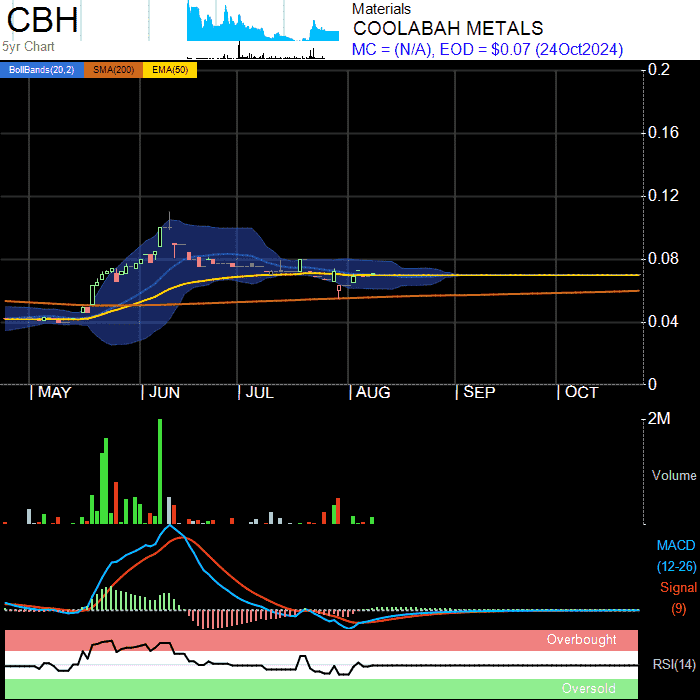 CBH
5yr Chart
Materials
COOLABAH METALS
MC = (N/A), EOD = $0.07 (24Oct2024)
BollBands(20,2) SMA(200) EMA(50)
0.2
0.16
0.12
0.08
0.04
0
MAY JUN JUL AUG SEP OCT
2M
Volume
MACD
(12-26)
Signal
(9)
Overbought
RSI(14)
Oversold